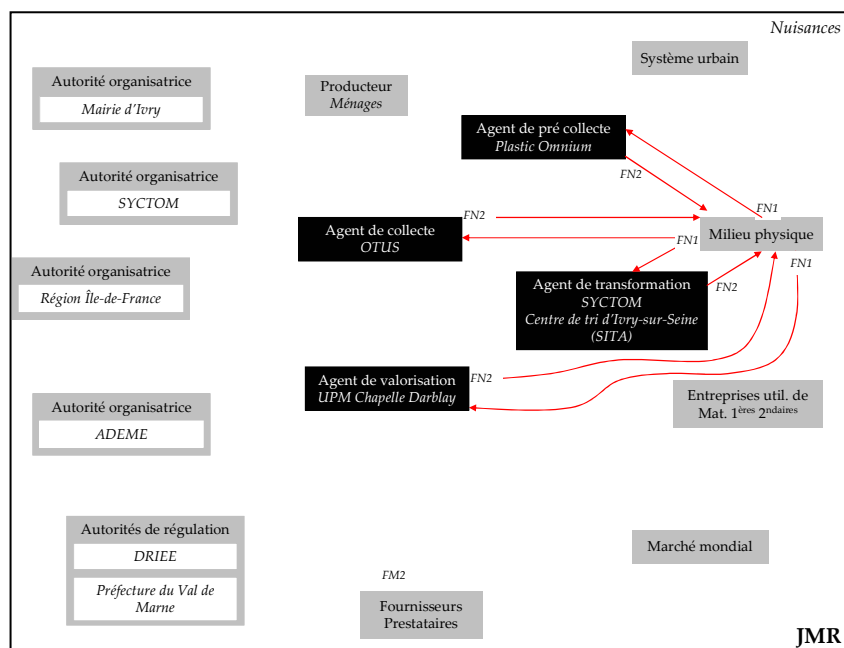 Nuisances
Système urbain
Autorité organisatrice
Mairie d'Ivry
Producteur
Ménages
Agent de pré collecte
Plastic Omnium
FN2
Autorité organisatrice
SYCTOM
FN2
FN1
Agent de collecte
OTUS
FN1
Milieu physique
Autorité organisatrice
Région Île-de-France
Agent de transformation
SYCTOM
Centre de tri d'Ivry-sur-Seine
(SITA)
FN2
FN1
Agent de valorisation
UPM Chapelle Darblay
FN2
Entreprises util. de
Mat. 1ères 2ndaires
Autorité organisatrice
ADEME
Autorités de régulation
DRIEE
Préfecture du Val de
Marne
Marché mondial
FM2
Fournisseurs
Prestataires
JMR